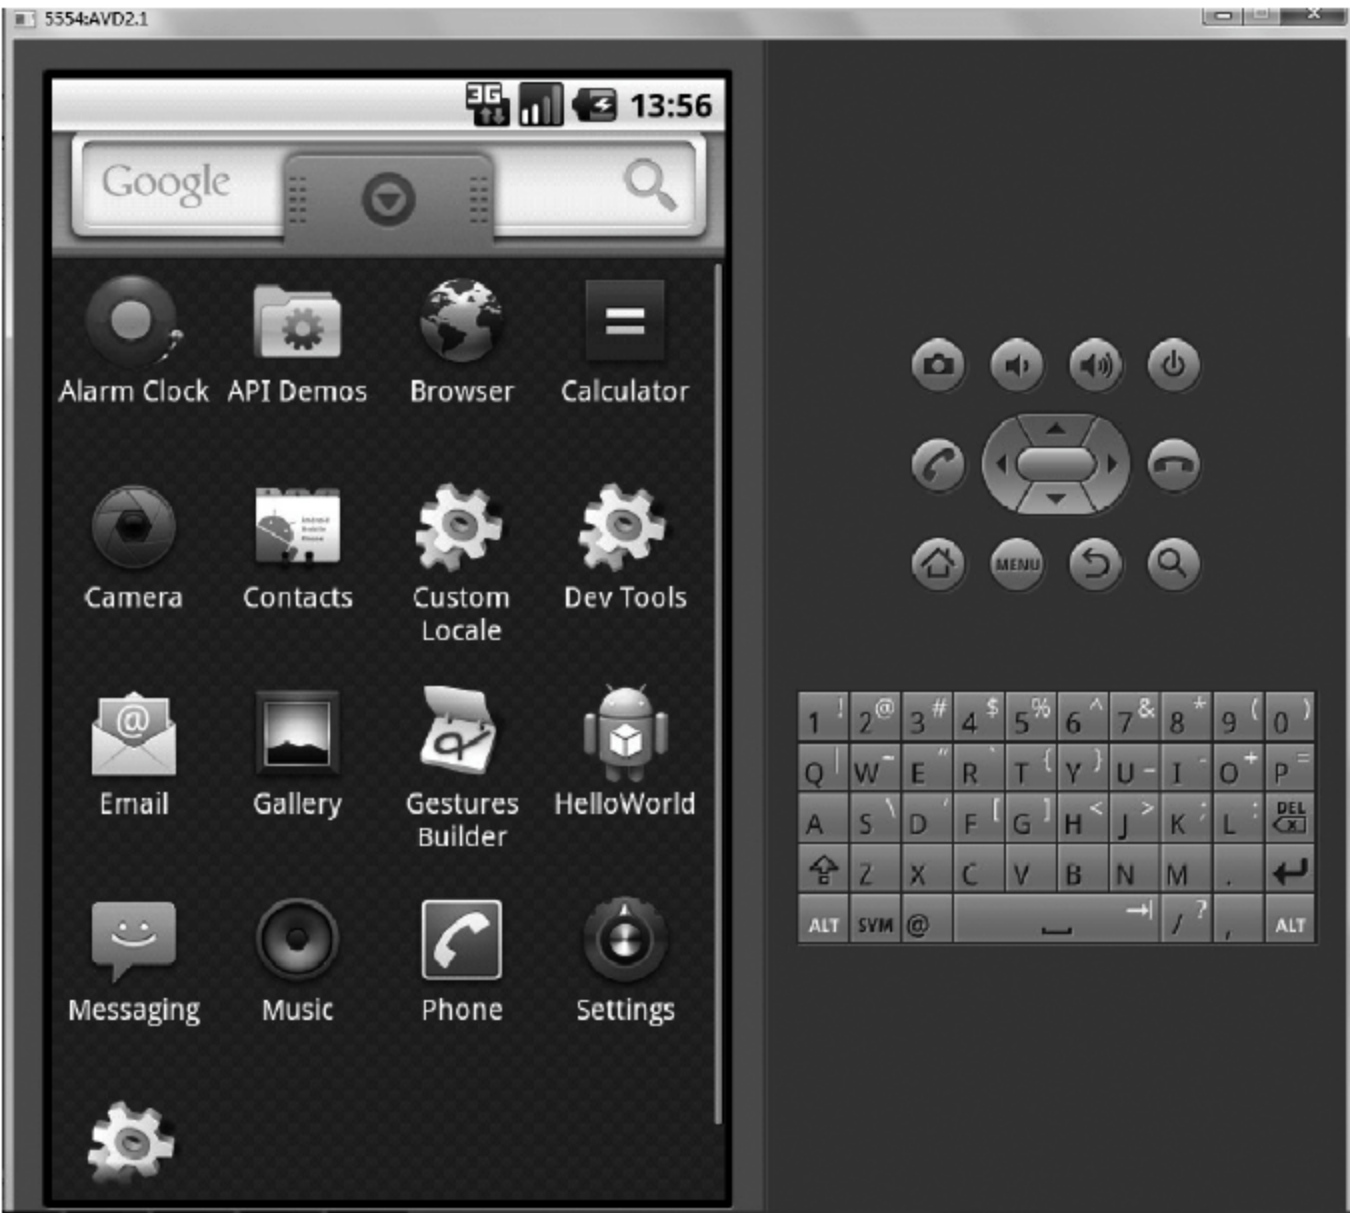 5554:AVD2.1
3G 13:56
Google
Alarm Clock API Demos Browser Calculator
Camera Contacts Custom Locale Dev Tools
Email Gallery Gestures Builder HelloWorld
Messaging Music Phone Settings
MENU
1 ! 2 @ 3 # 4 $ 5 % 6 ^ 7 & 8 * 9 ( 0 )
Q | W ~ E " R ` T { Y } U _ I - O + P =
A S \ D ' F [ G ] H < J > K ; L : DEL
Z X C V B N M .
ALT SYM @ / ? , ALT